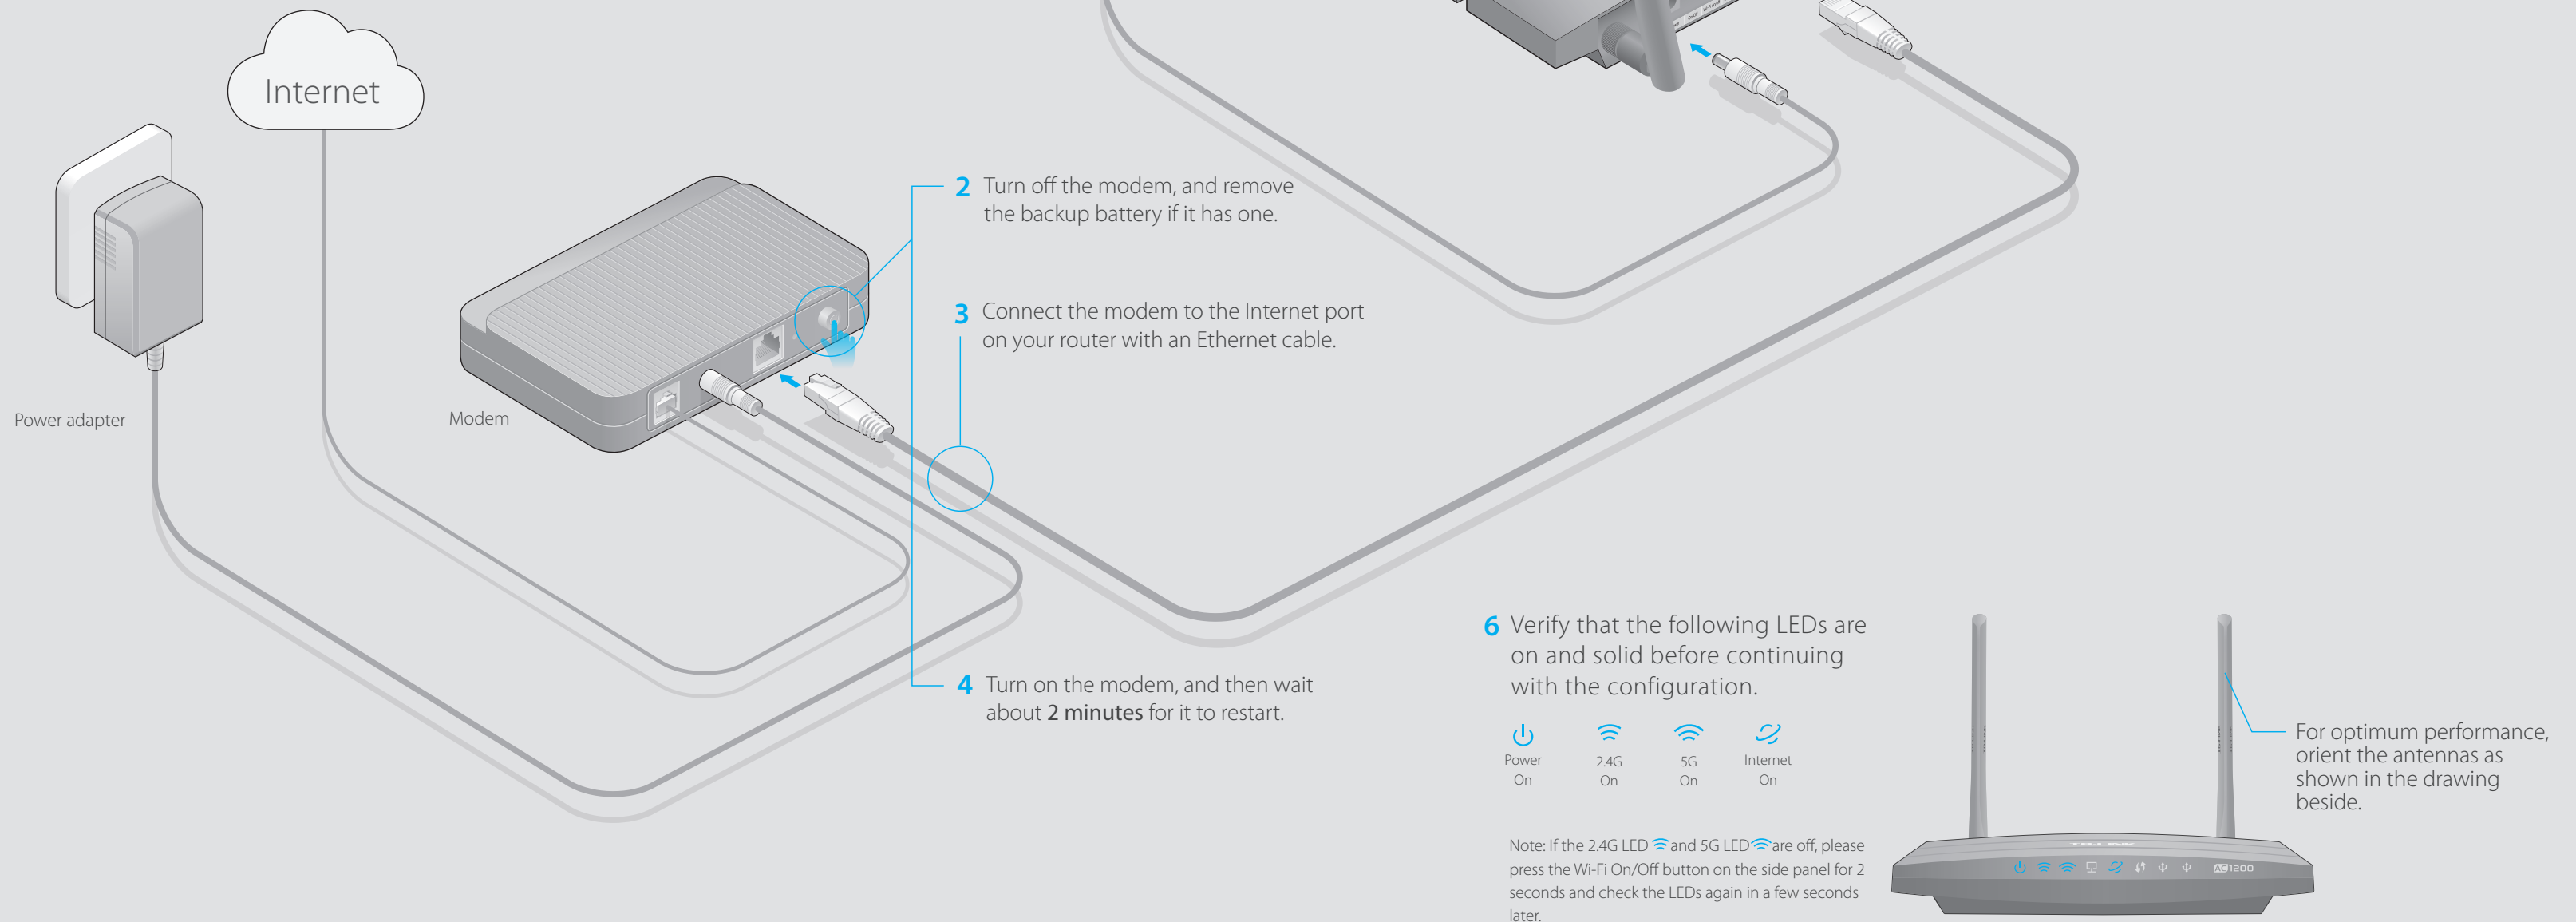 Internet
2 Turn off the modem, and remove
the backup battery if it has one.
3 Connect the modem to the Internet port
on your router with an Ethernet cable.
Power adapter
Modem
4 Turn on the modem, and then wait
about 2 minutes for it to restart.
6 Verify that the following LEDs are
on and solid before continuing
with the configuration.
Power 2.4G 5G Internet
On On On On
Note: If the 2.4G LED and 5G LED are off, please
press the Wi-Fi On/Off button on the side panel for 2
seconds and check the LEDs again in a few seconds
later.
For optimum performance,
orient the antennas as
shown in the drawing
beside.
TP-LINK
AC1200